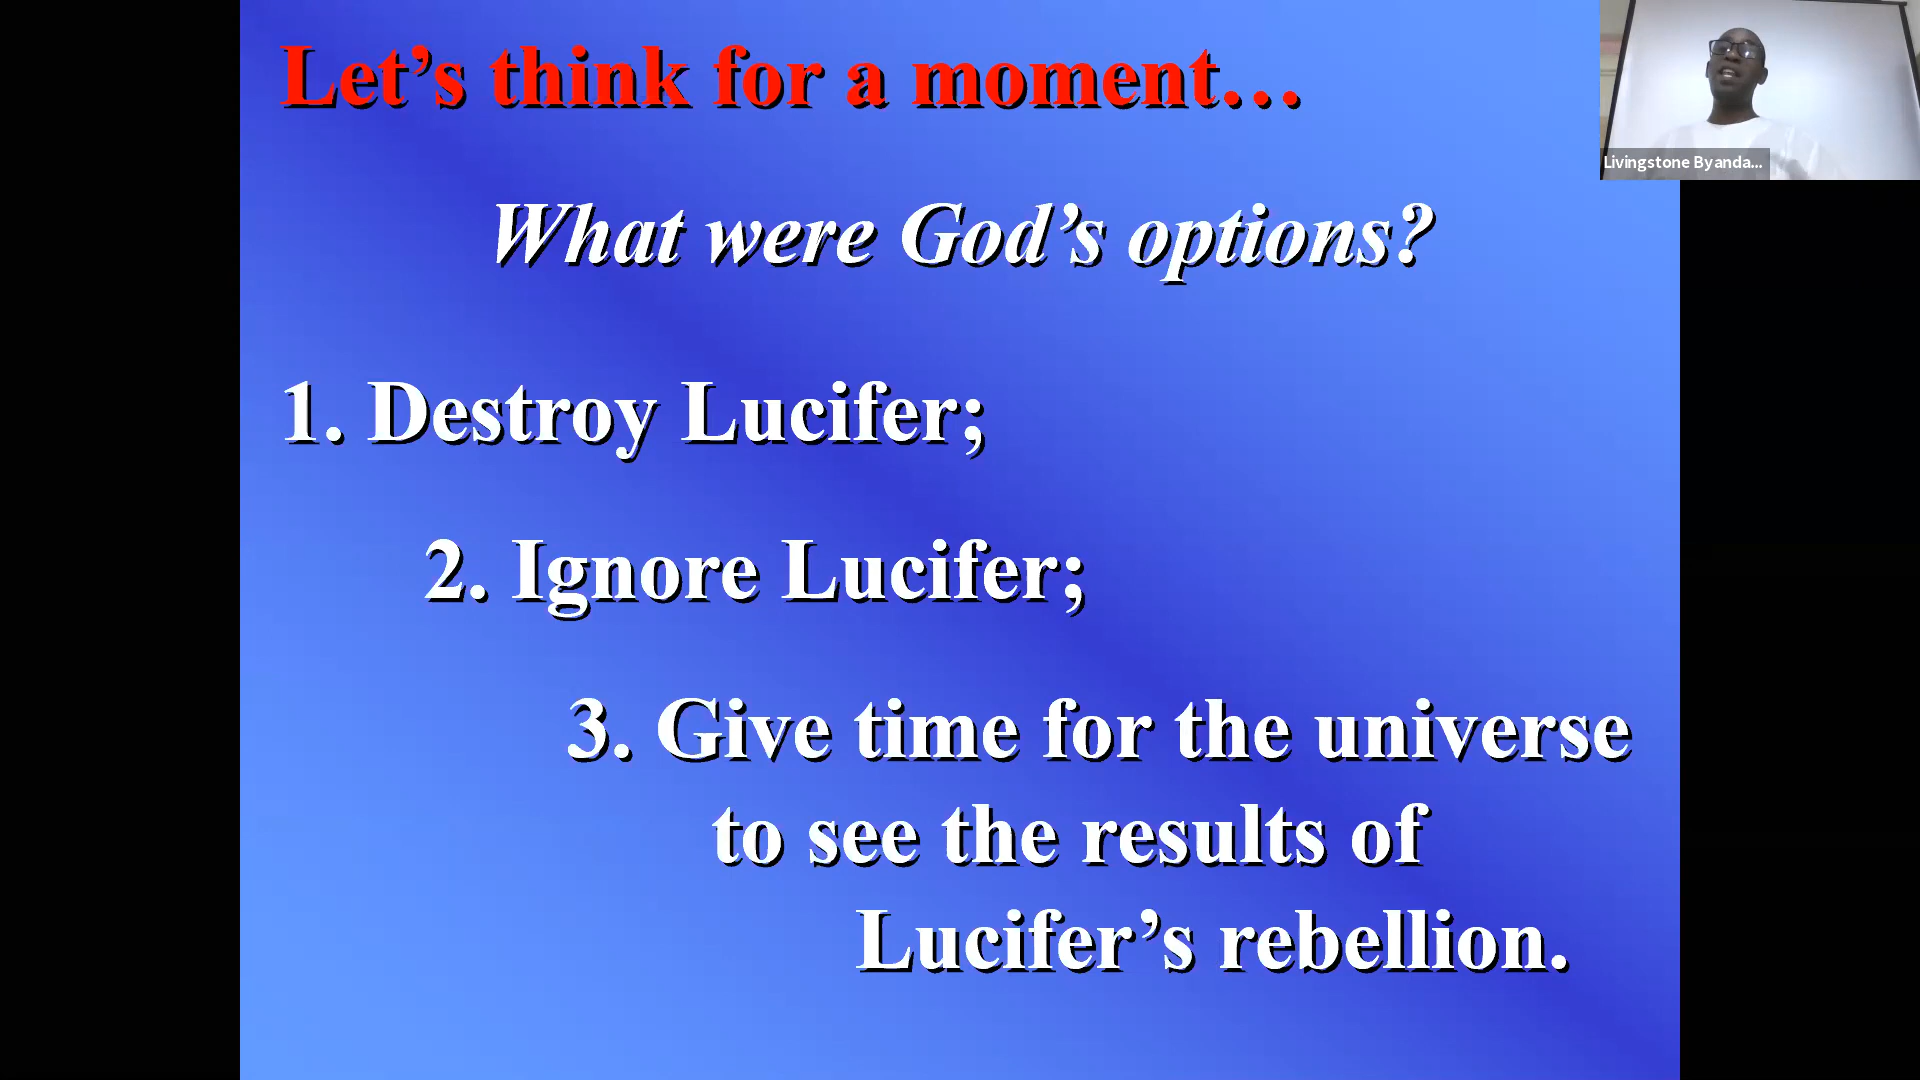 Let’s think for a moment…
Livingstone Byanda...
What were God’s options?
1. Destroy Lucifer;
2. Ignore Lucifer;
3. Give time for the universe
to see the results of
Lucifer’s rebellion.